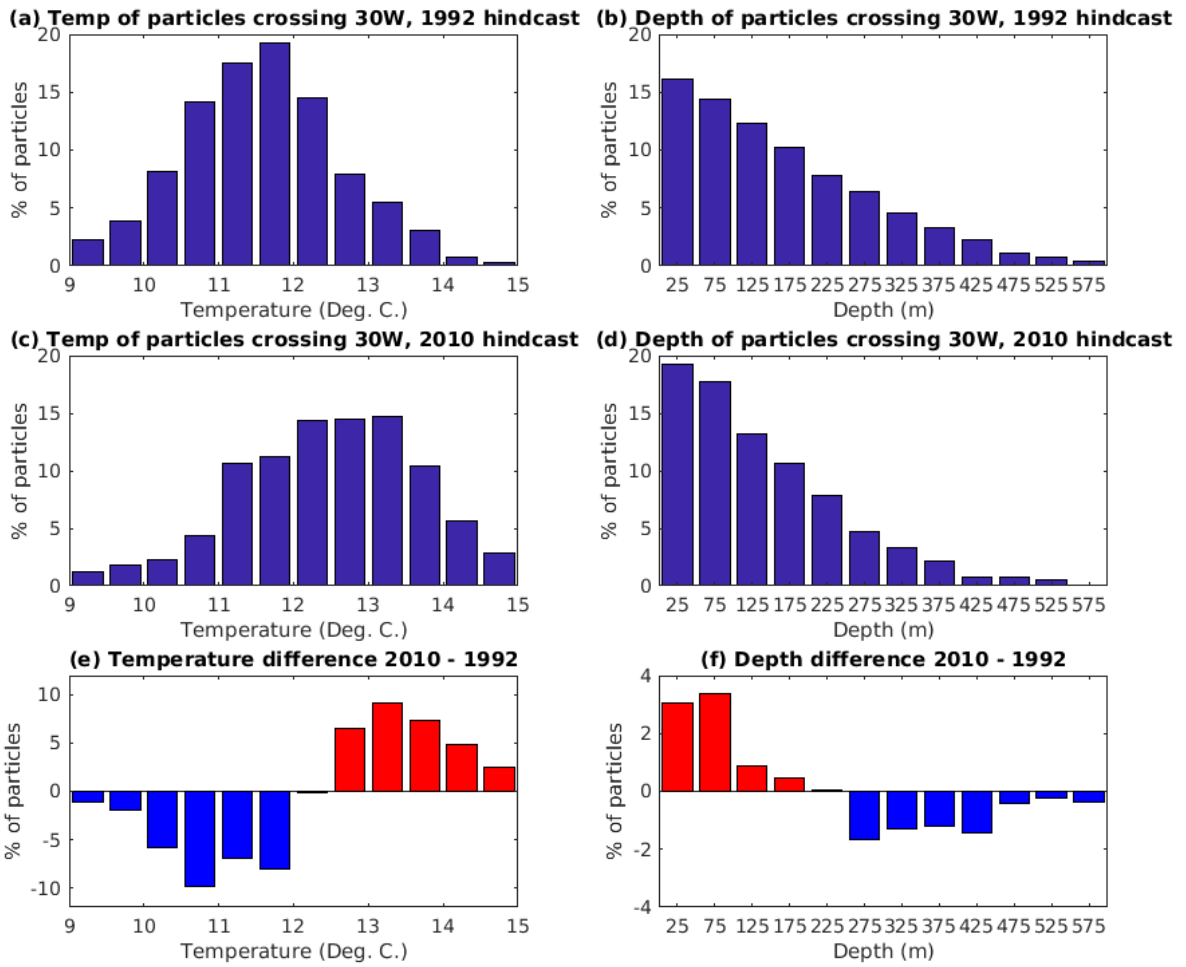 (a) Temp of particles crossing 30W, 1992 hindcast
20
15
10
5
0
% of particles
9 10 11 12 13 14 15
Temperature (Deg. C.)
(b) Depth of particles crossing 30W, 1992 hindcast
20
15
10
5
0
% of particles
25 75 125 175 225 275 325 375 425 475 525 575
Depth (m)
(c) Temp of particles crossing 30W, 2010 hindcast
20
15
10
5
0
% of particles
9 10 11 12 13 14 15
Temperature (Deg. C.)
(d) Depth of particles crossing 30W, 2010 hindcast
20
15
10
5
0
% of particles
25 75 125 175 225 275 325 375 425 475 525 575
Depth (m)
(e) Temperature difference 2010 - 1992
10
5
0
-5
-10
% of particles
9 10 11 12 13 14 15
Temperature (Deg. C.)
(f) Depth difference 2010 - 1992
4
2
0
-2
-4
% of particles
25 75 125 175 225 275 325 375 425 475 525 575
Depth (m)